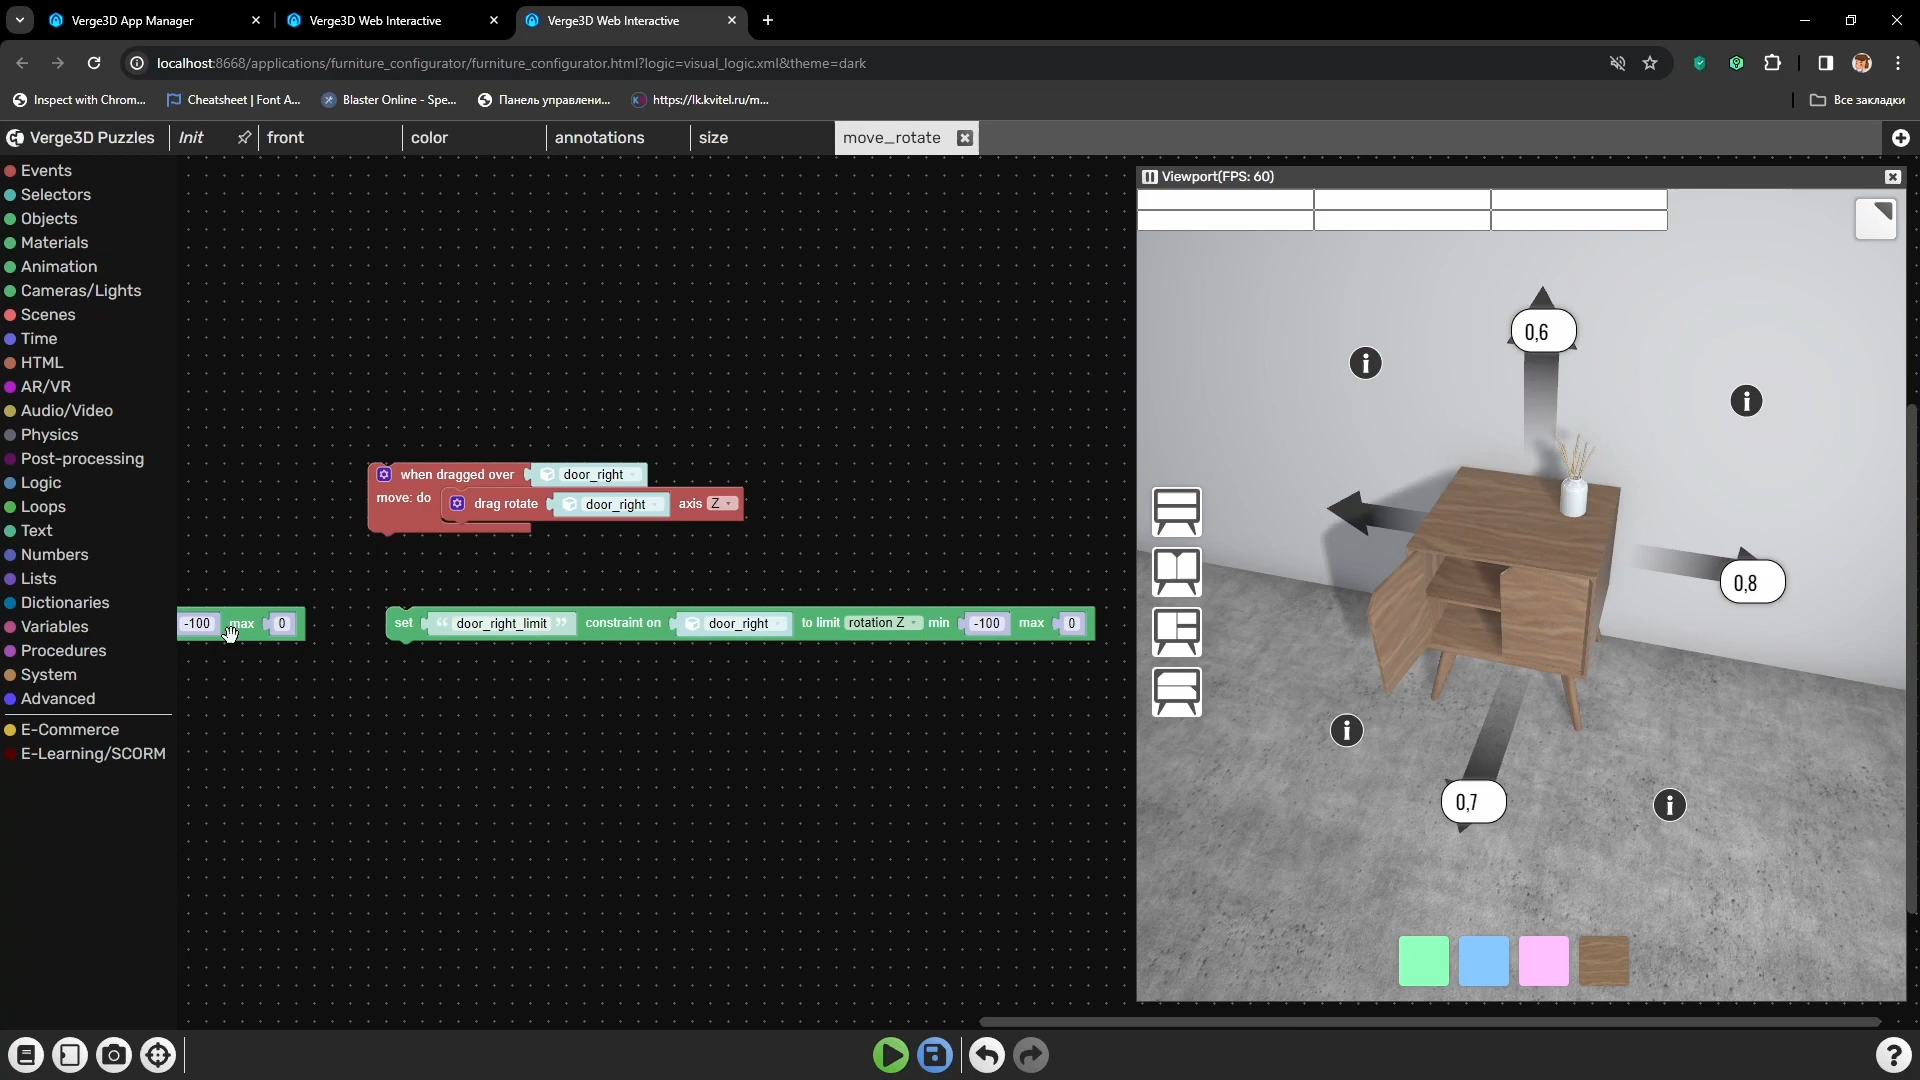 Verge3D App Manager
Verge3D Web Interactive
Verge3D Web Interactive
localhost:8668/applications/furniture_configurator/furniture_configurator.html?logic=visual_logic.xml&theme=dark
Inspect with Chrom...
Cheatsheet | Font A...
Blaster Online - Spe...
Панель управлени...
https://lk.kvitel.ru/m...
Все закладки
Verge3D Puzzles
Init
front
color
annotations
size
move_rotate
Events
Selectors
Objects
Materials
Animation
Cameras/Lights
Scenes
Time
HTML
AR/VR
Audio/Video
Physics
Post-processing
Logic
Loops
Text
Numbers
Lists
Dictionaries
Variables
Procedures
System
Advanced
E-Commerce
E-Learning/SCORM
when dragged over door_right
move: do drag rotate door_right axis Z
-100 max 0
set “ door_right_limit ” constraint on door_right to limit rotation Z min -100 max 0
Viewport(FPS: 60)
0,6
0,8
0,7
i
i
i
i
?